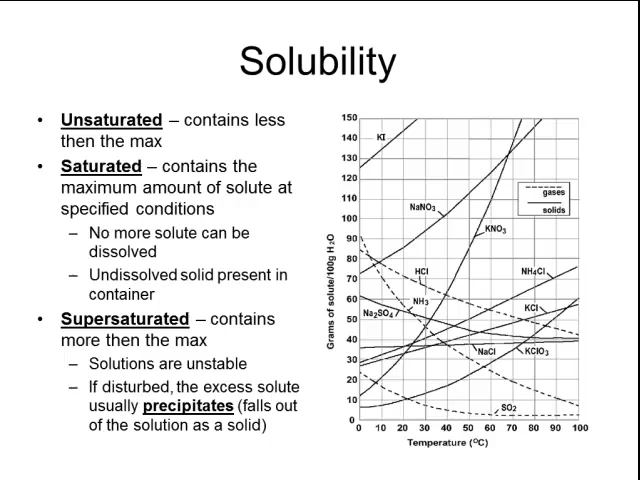 Solubility
• Unsaturated – contains less
then the max
• Saturated – contains the
maximum amount of solute at
specified conditions
– No more solute can be
dissolved
– Undissolved solid present in
container
• Supersaturated – contains
more then the max
– Solutions are unstable
– If disturbed, the excess solute
usually precipitates (falls out
of the solution as a solid)
150
140
130
120
110
100
90
80
70
60
50
40
30
20
10
0
Grams of solute/100g H₂O
KI
gases
solids
NaNO₃
KNO₃
HCl
NH₄Cl
NH₃
Na₂SO₄
KCl
NaCl
KClO₃
SO₂
0 10 20 30 40 50 60 70 80 90 100
Temperature (°C)